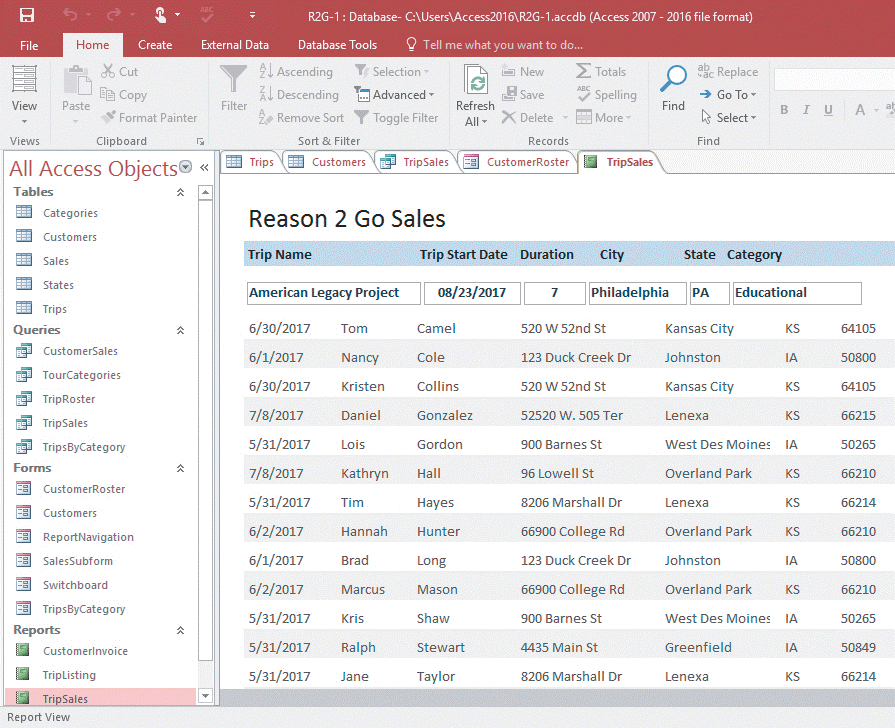 R2G-1 : Database- C:\Users\Access2016\R2G-1.accdb (Access 2007 - 2016 file format)
File Home Create External Data Database Tools Tell me what you want to do...
View
Views
Paste
Cut
Copy
Format Painter
Clipboard
Filter
Ascending
Descending
Remove Sort
Selection
Advanced
Toggle Filter
Sort & Filter
Refresh
All
New
Save
Delete
Totals
Spelling
More
Records
Find
Replace
Go To
Select
Find
B I U A
All Access Objects
Tables
Categories
Customers
Sales
States
Trips
Queries
CustomerSales
TourCategories
TripRoster
TripSales
TripsByCategory
Forms
CustomerRoster
Customers
ReportNavigation
SalesSubform
Switchboard
TripsByCategory
Reports
CustomerInvoice
TripListing
TripSales
Trips Customers TripSales CustomerRoster TripSales
Reason 2 Go Sales
Trip Name Trip Start Date Duration City State Category
American Legacy Project 08/23/2017 7 Philadelphia PA Educational
6/30/2017 Tom Camel 520 W 52nd St Kansas City KS 64105
6/1/2017 Nancy Cole 123 Duck Creek Dr Johnston IA 50800
6/30/2017 Kristen Collins 520 W 52nd St Kansas City KS 64105
7/8/2017 Daniel Gonzalez 52520 W. 505 Ter Lenexa KS 66215
5/31/2017 Lois Gordon 900 Barnes St West Des Moines IA 50265
7/8/2017 Kathryn Hall 96 Lowell St Overland Park KS 66210
5/31/2017 Tim Hayes 8206 Marshall Dr Lenexa KS 66214
6/2/2017 Hannah Hunter 66900 College Rd Overland Park KS 66210
6/1/2017 Brad Long 123 Duck Creek Dr Johnston IA 50800
6/2/2017 Marcus Mason 66900 College Rd Overland Park KS 66210
5/31/2017 Kris Shaw 900 Barnes St West Des Moines IA 50265
5/31/2017 Ralph Stewart 4435 Main St Greenfield IA 50849
5/31/2017 Jane Taylor 8206 Marshall Dr Lenexa KS 66214
Report View